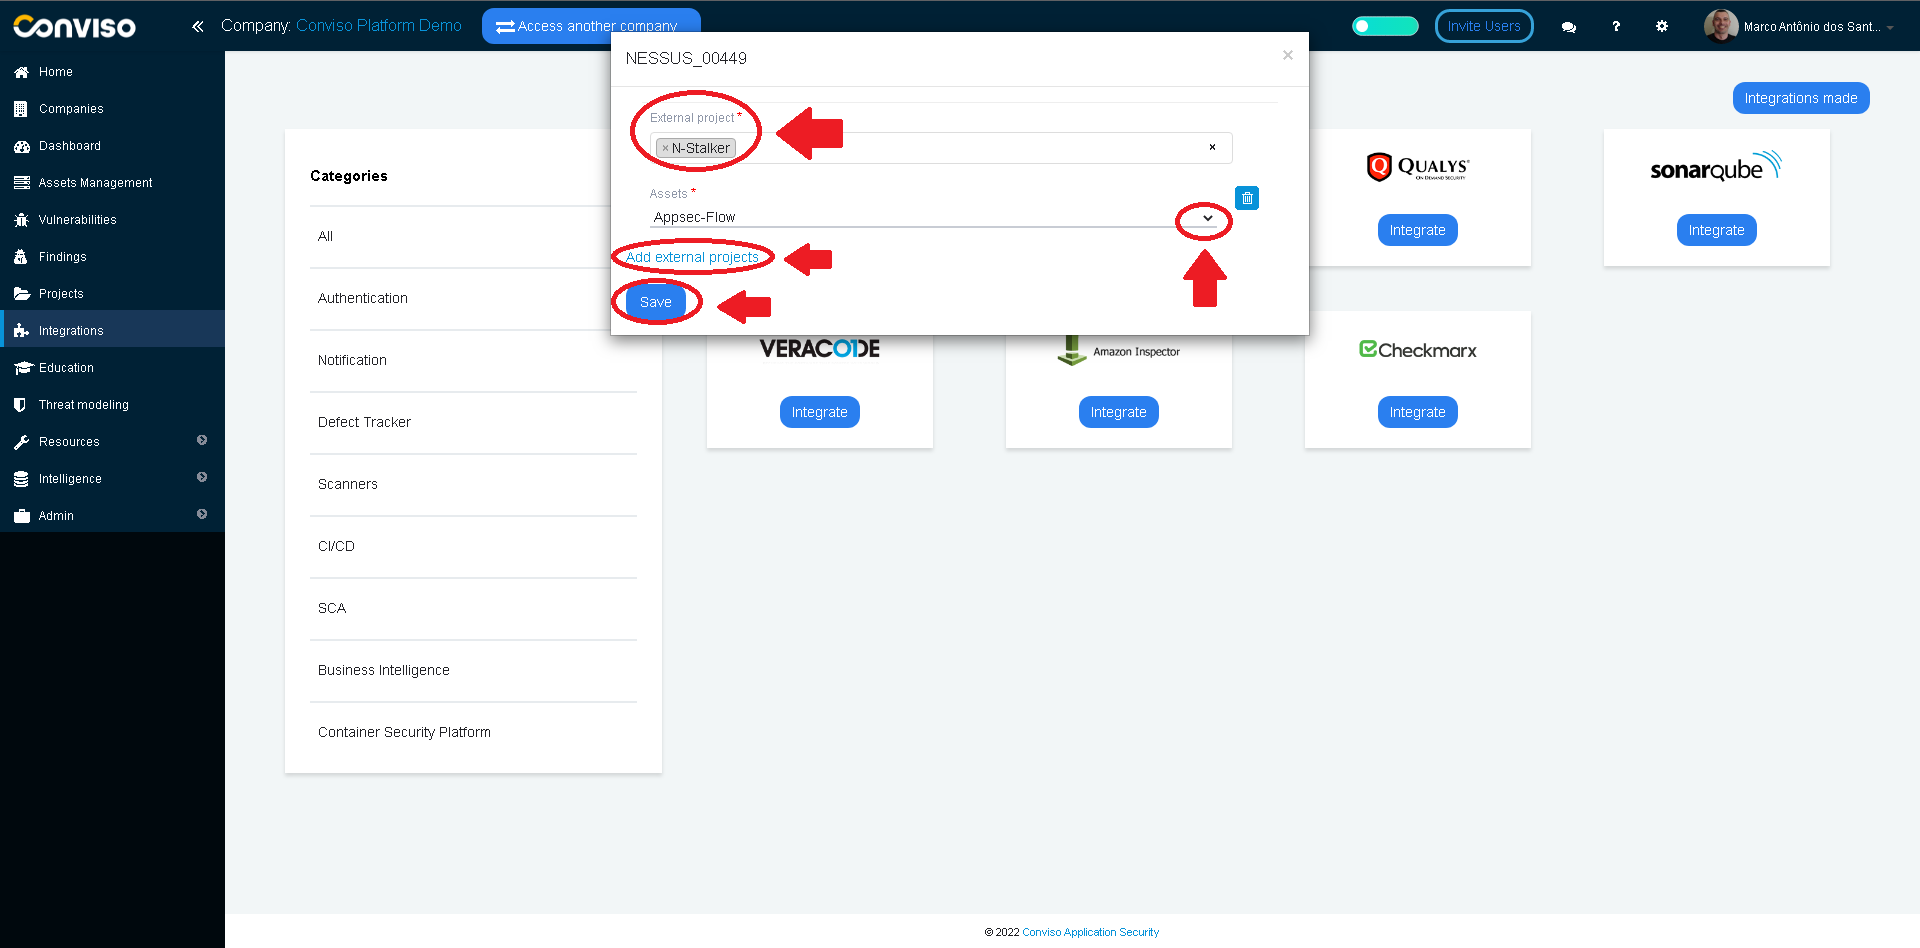 Conviso
Company: Conviso Platform Demo
Access another company
Invite Users
?
Marco Antônio dos Sant...
Home
Companies
Dashboard
Assets Management
Vulnerabilities
Findings
Projects
Integrations
Education
Threat modeling
Resources
Intelligence
Admin
NESSUS_00449
×
External project *
× N-Stalker
×
Assets *
Appsec-Flow
Add external projects
Save
Integrations made
Categories
All
Authentication
Notification
Defect Tracker
Scanners
CI/CD
SCA
Business Intelligence
Container Security Platform
QUALYS®
ON DEMAND SECURITY
Integrate
sonarqube
Integrate
VERACODE
Integrate
Amazon Inspector
Integrate
Checkmarx
Integrate
© 2022 Conviso Application Security